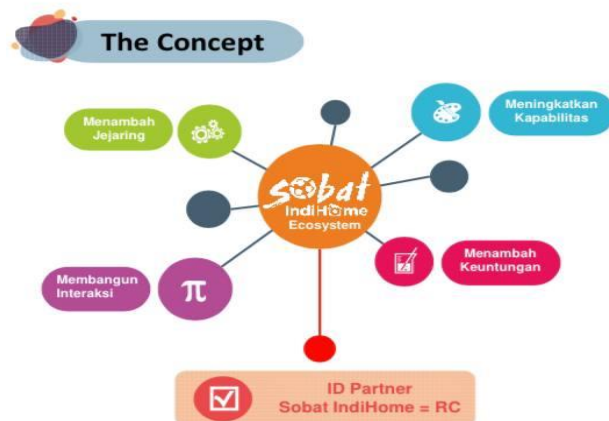 The Concept
Menambah
Jejaring
Meningkatkan
Kapabilitas
Sobat
IndiHome
Ecosystem
Membangun
Interaksi
π
Menambah
Keuntungan
ID Partner
Sobat IndiHome = RC